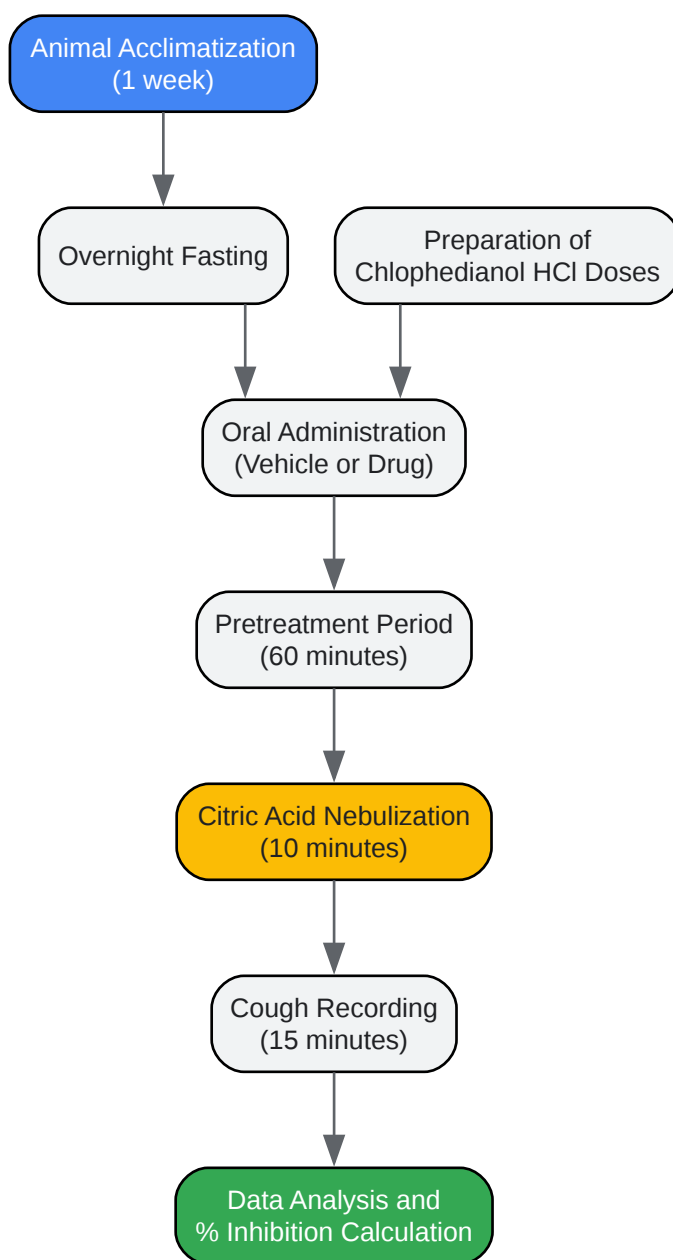 Animal Acclimatization
(1 week)
Overnight Fasting
Preparation of
Chlophedianol HCl Doses
Oral Administration
(Vehicle or Drug)
Pretreatment Period
(60 minutes)
Citric Acid Nebulization
(10 minutes)
Cough Recording
(15 minutes)
Data Analysis and
% Inhibition Calculation